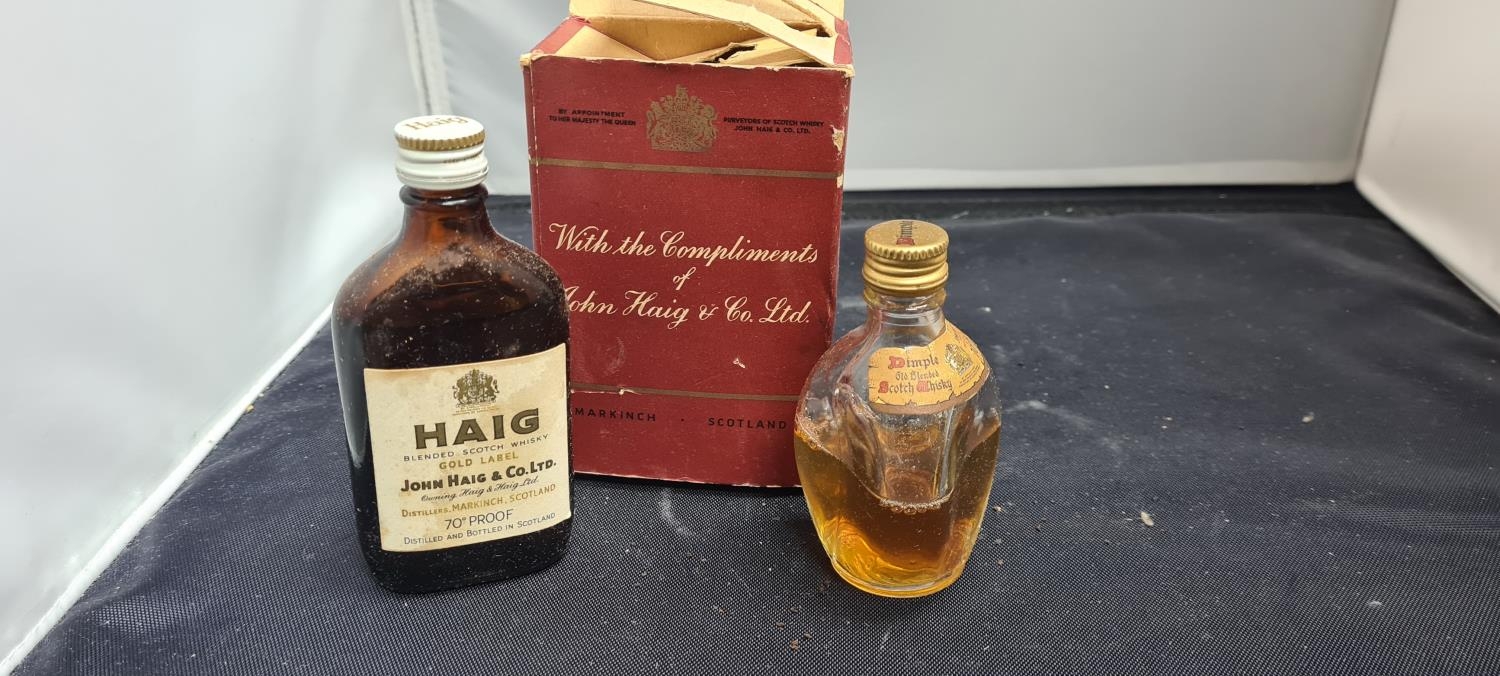 Haig
HAIG
BLENDED SCOTCH WHISKY
GOLD LABEL
JOHN HAIG & CO. LTD.
Owning Haig & Haig Ltd.
DISTILLERS, MARKINCH, SCOTLAND
70° PROOF
DISTILLED AND BOTTLED IN SCOTLAND
BY APPOINTMENT
TO HER MAJESTY THE QUEEN
PURVEYORS OF SCOTCH WHISKY
JOHN HAIG & CO. LTD.
With the Compliments
of
John Haig & Co. Ltd.
MARKINCH · SCOTLAND
Dimple
Dimple
Old Blended
Scotch Whisky